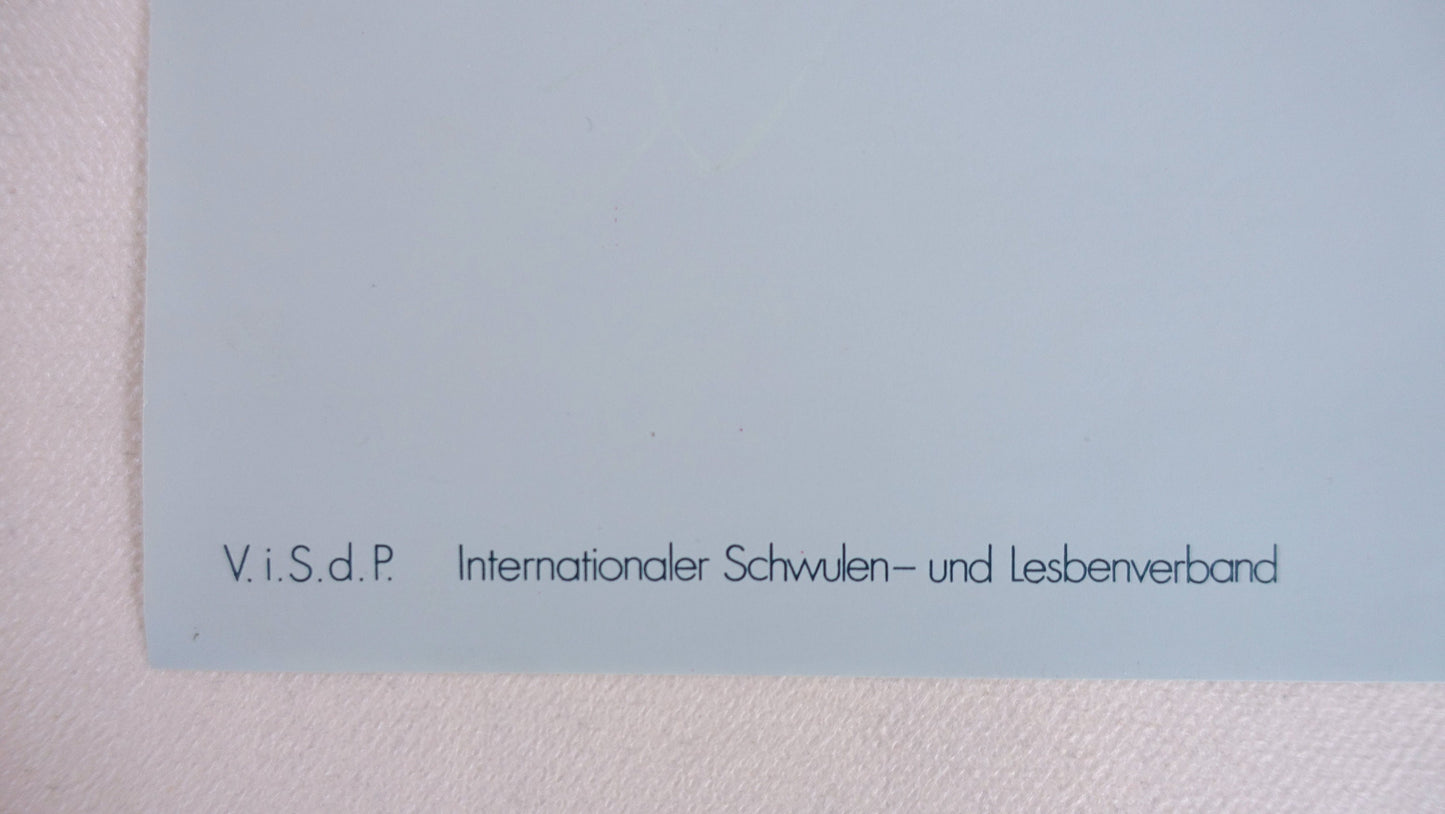 V.i.S.d.P. Internationaler Schwulen- und Lesbenverband